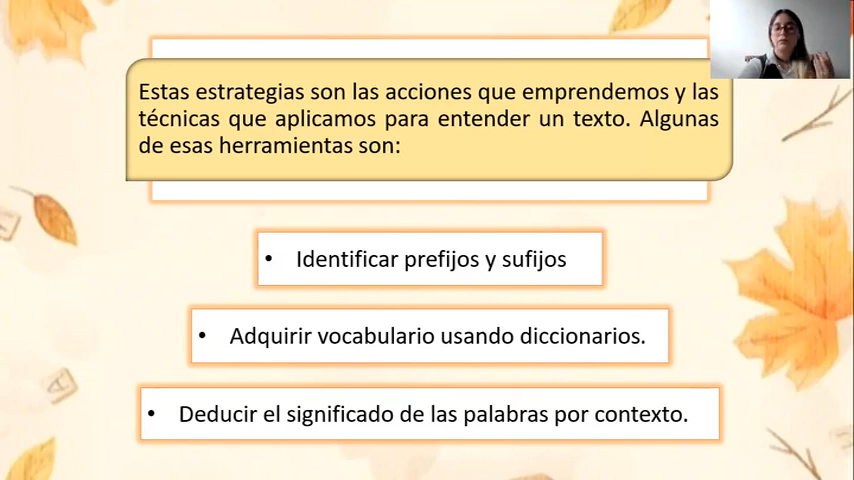 Estas estrategias son las acciones que emprendemos y las
técnicas que aplicamos para entender un texto. Algunas
de esas herramientas son:
• Identificar prefijos y sufijos
• Adquirir vocabulario usando diccionarios.
• Deducir el significado de las palabras por contexto.